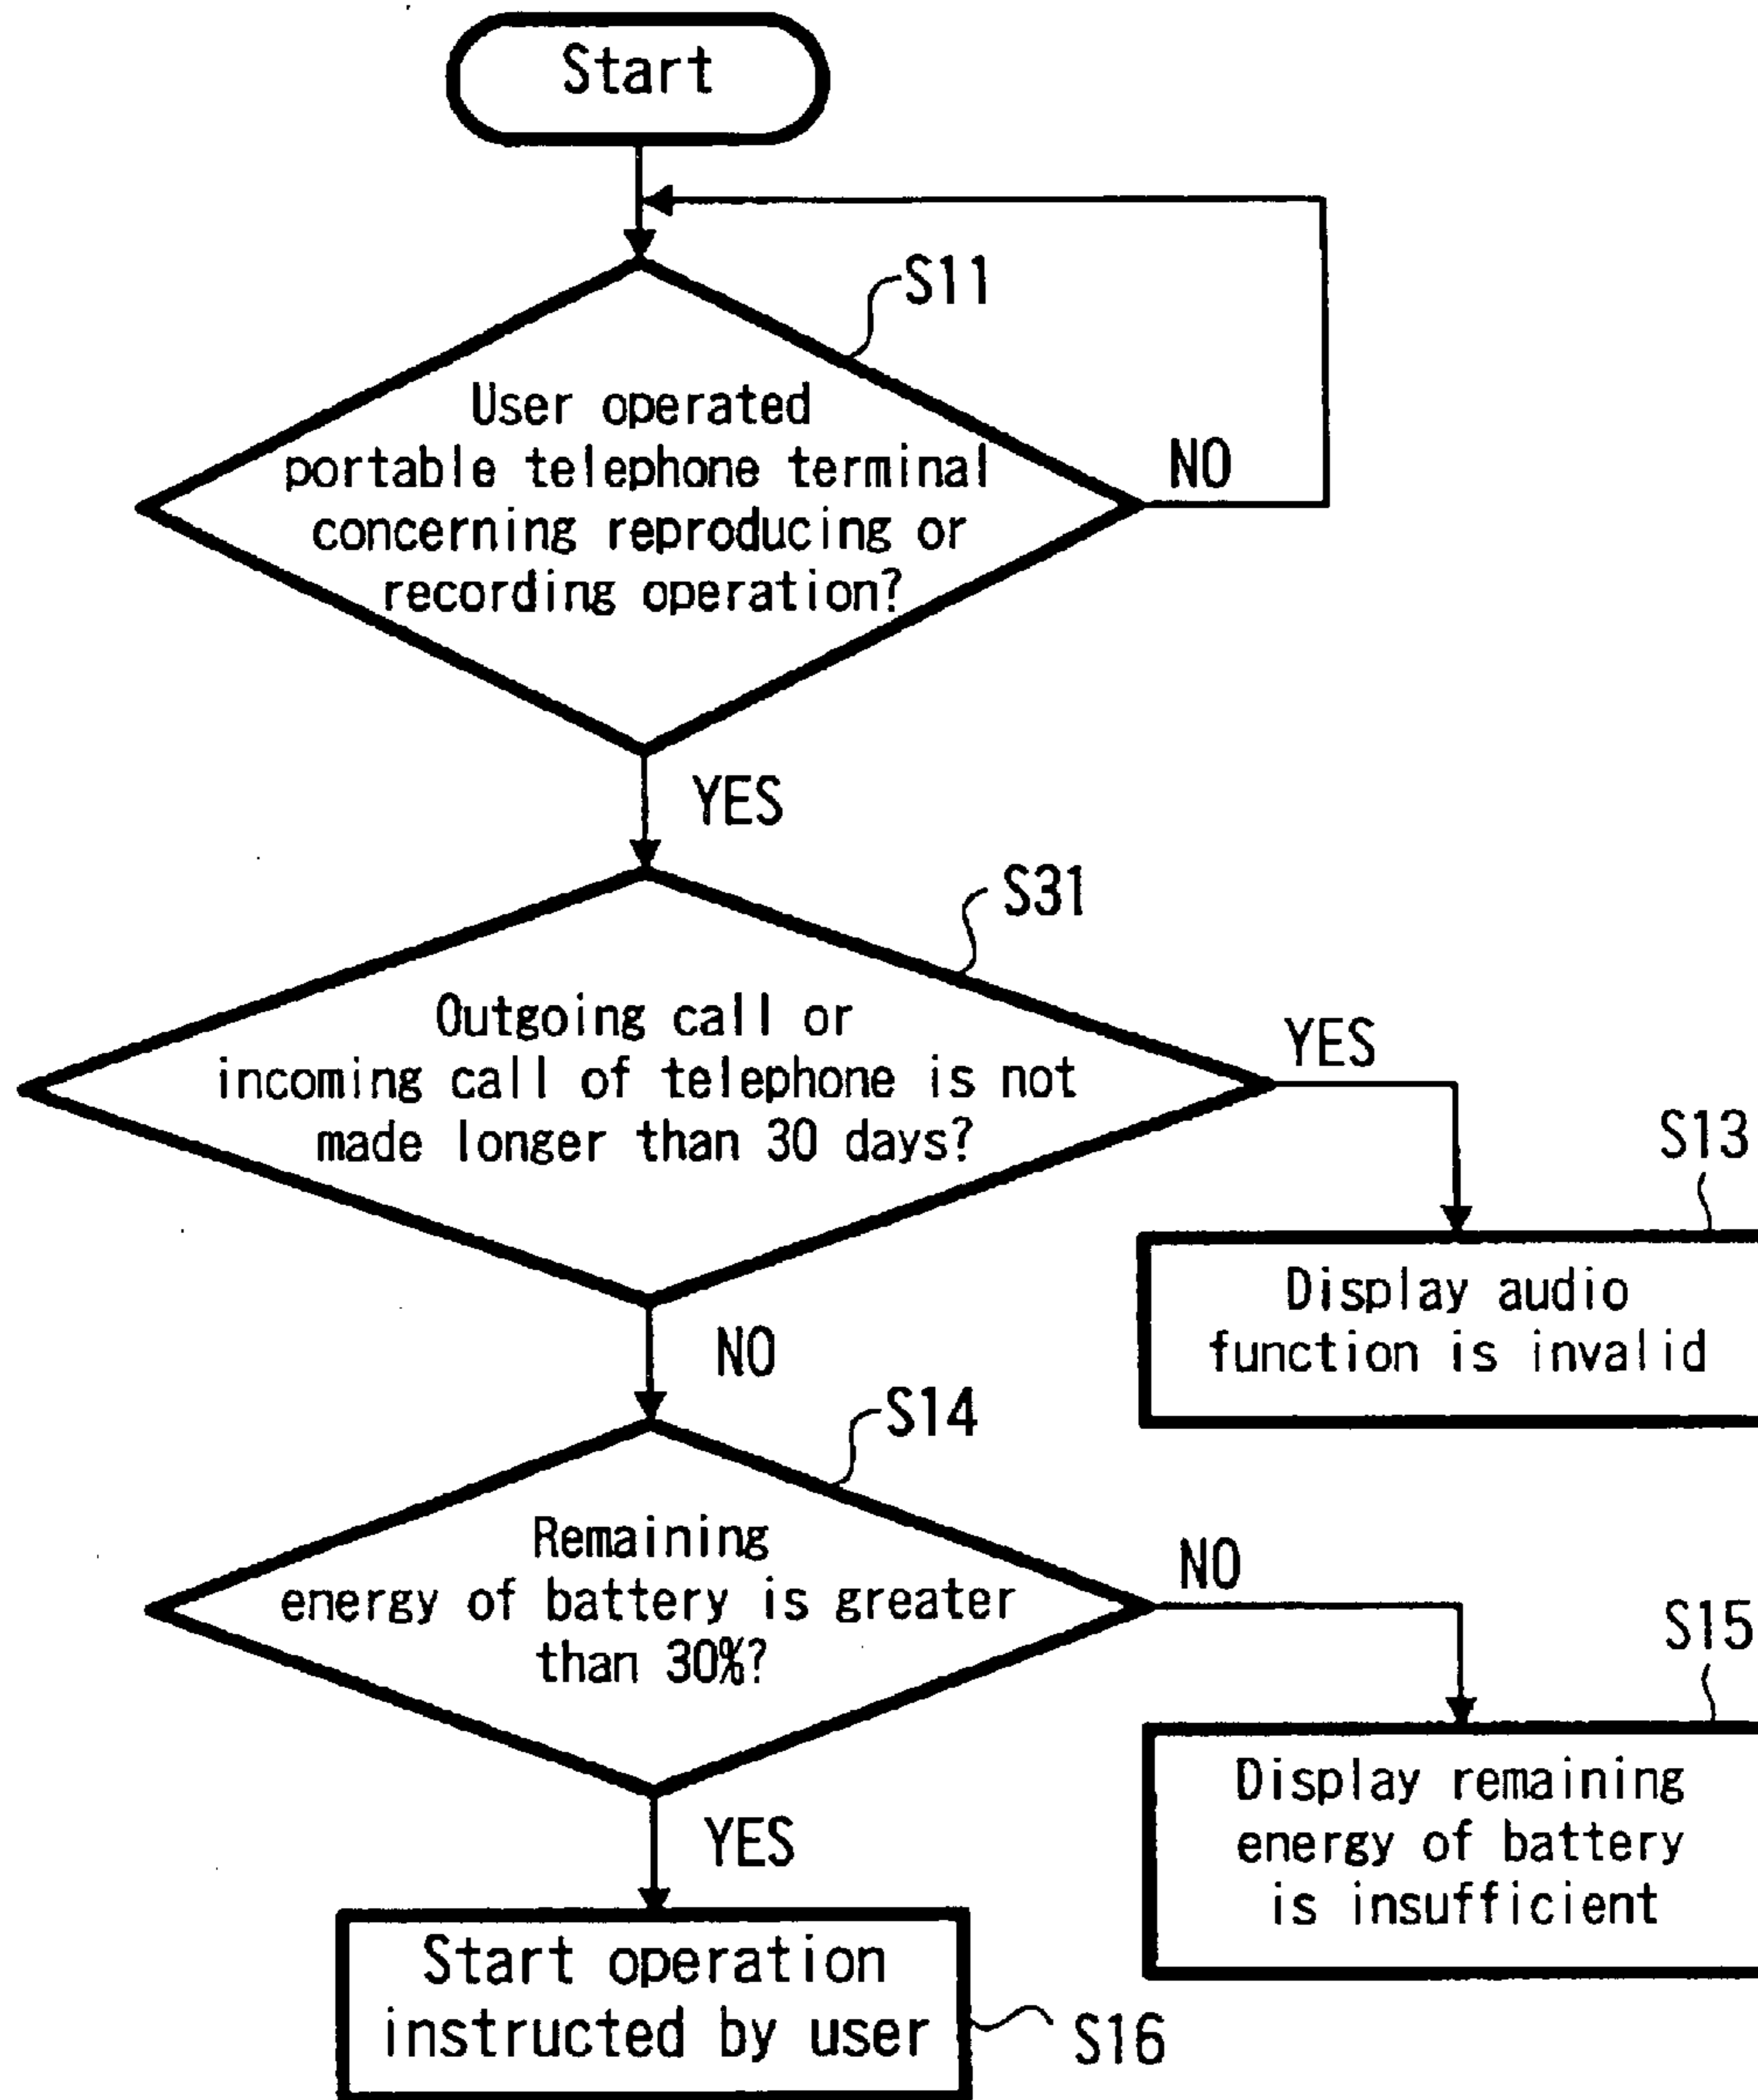 Start
S11
User operated
portable telephone terminal
concerning reproducing or
recording operation?
NO
YES
S31
Outgoing call or
incoming call of telephone is not
made longer than 30 days?
YES
S13
Display audio
function is invalid
NO
S14
Remaining
energy of battery is greater
than 30%?
NO
S15
Display remaining
energy of battery
is insufficient
YES
Start operation
instructed by user
S16